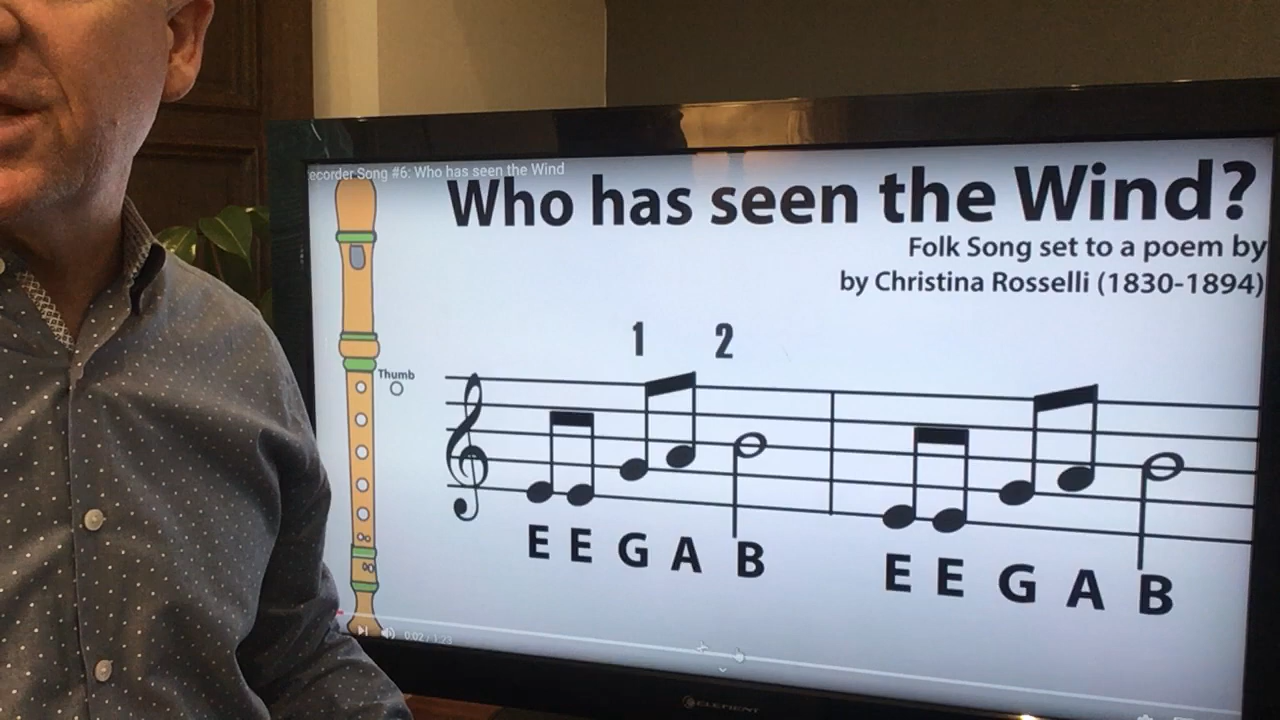 ecorder Song #6: Who has seen the Wind
Who has seen the Wind?
Folk Song set to a poem by
by Christina Rosselli (1830-1894)
1 2
Thumb
E E G A B E E G A B
0:02 / 1:23
ELEMENT